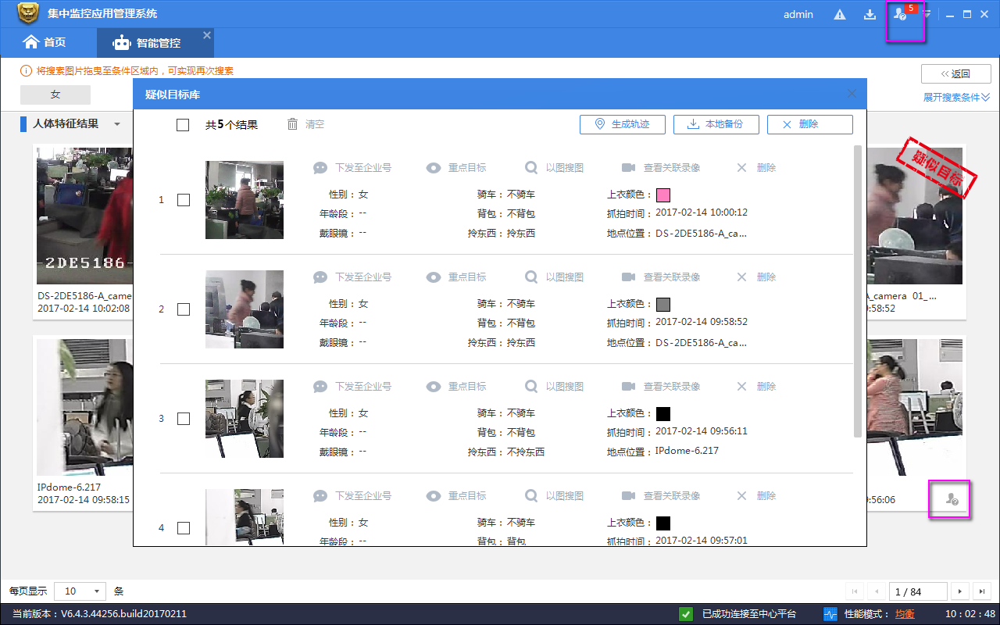 集中监控应用管理系统
admin
5
首页
智能管控
将搜索图片拖曳至条件区域内，可实现再次搜索
<< 返回
女
展开搜索条件
疑似目标库
人体特征结果
共5个结果
清空
生成轨迹
本地备份
删除
疑似目标
1
下发至企业号 重点目标 以图搜图 查看关联录像 删除
性别： 女 骑车： 不骑车 上衣颜色：
年龄段： -- 背包： 不背包 抓拍时间： 2017-02-14 10:00:12
戴眼镜： -- 拎东西： 拎东西 地点位置： DS-2DE5186-A_ca...
-2DE5186-
DS-2DE5186-A_came
2017-02-14 10:02:08
A_camera 01_...
9:58:52
2
下发至企业号 重点目标 以图搜图 查看关联录像 删除
性别： 女 骑车： 不骑车 上衣颜色：
年龄段： -- 背包： 不背包 抓拍时间： 2017-02-14 09:58:52
戴眼镜： -- 拎东西： 拎东西 地点位置： DS-2DE5186-A_ca...
3
下发至企业号 重点目标 以图搜图 查看关联录像 删除
性别： 女 骑车： 不骑车 上衣颜色：
年龄段： -- 背包： 不背包 抓拍时间： 2017-02-14 09:56:11
戴眼镜： -- 拎东西： 不拎东西 地点位置： IPdome-6.217
4
下发至企业号 重点目标 以图搜图 查看关联录像 删除
性别： 女 骑车： 不骑车 上衣颜色：
年龄段： -- 背包： 背包 抓拍时间： 2017-02-14 09:57:01
IPdome-6.217
2017-02-14 09:58:15
9:56:06
每页显示 10 条
1 / 84
当前版本：V6.4.3.44256.build20170211
已成功连接至中心平台
性能模式： 均衡
10：02：48